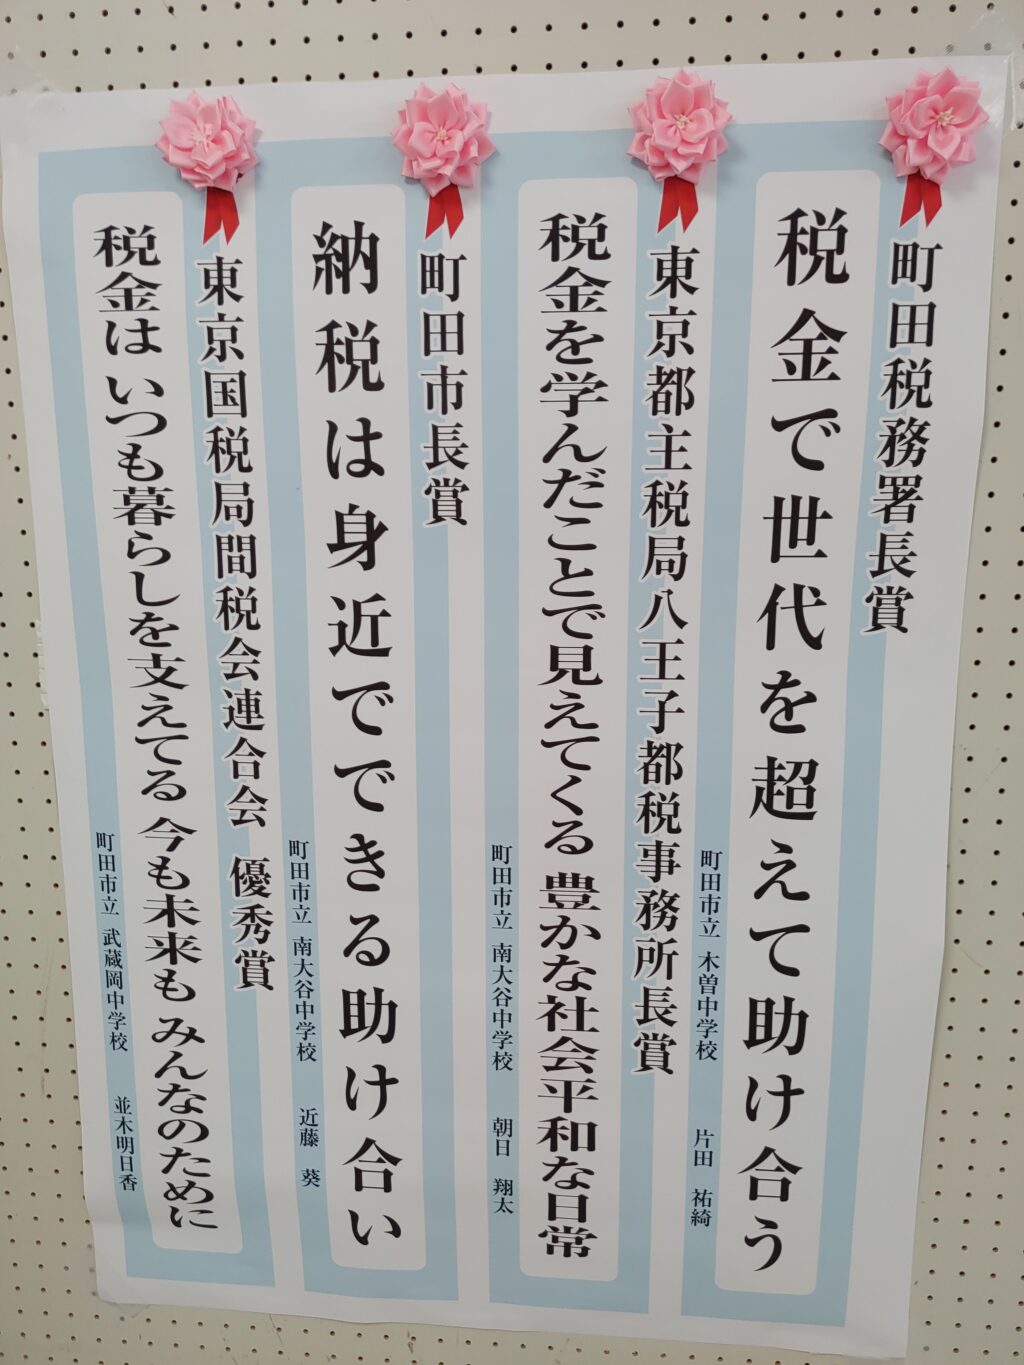 町田税務署長賞
税金で世代を超えて助け合う
町田市立 木曽中学校 片田 祐綺
東京都主税局八王子都税事務所長賞
税金を学んだことで見えてくる 豊かな社会平和な日常
町田市立 南大谷中学校 朝日 翔太
町田市長賞
納税は身近でできる助け合い
町田市立 南大谷中学校 近藤 葵
東京国税局間税会連合会 優秀賞
税金は いつも暮らしを支えてる 今も未来も みんなのために
町田市立 武蔵岡中学校 並木明日香